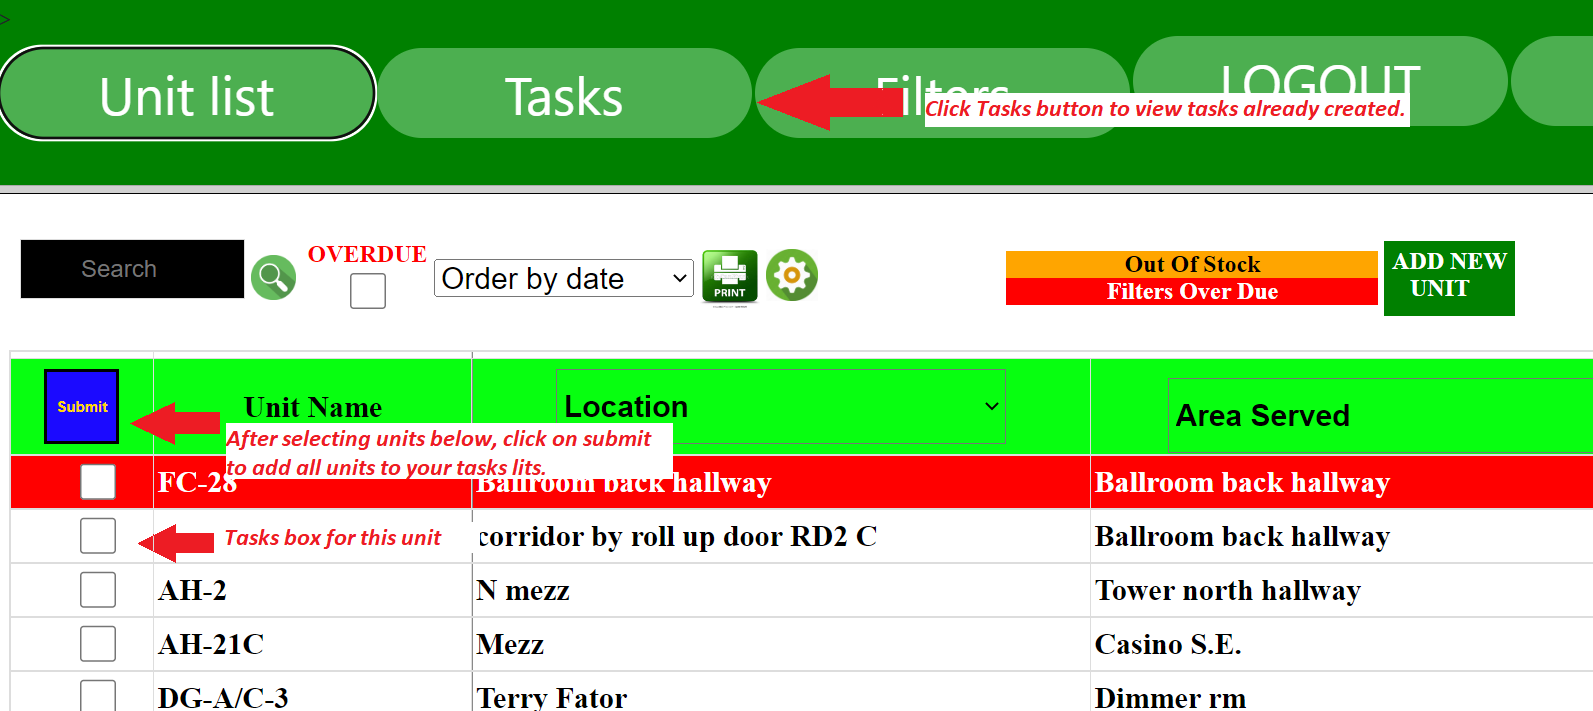 >
Unit list
Tasks
Filters
LOGOUT
Click Tasks button to view tasks already created.
Search
OVERDUE
Order by date
PRINT
Out Of Stock
Filters Over Due
ADD NEW
UNIT
Submit
Unit Name
Location
Area Served
After selecting units below, click on submit
to add all units to your tasks lits.
FC-28
Ballroom back hallway
Ballroom back hallway
Tasks box for this unit
corridor by roll up door RD2 C
Ballroom back hallway
AH-2
N mezz
Tower north hallway
AH-21C
Mezz
Casino S.E.
DG-A/C-3
Terry Fator
Dimmer rm